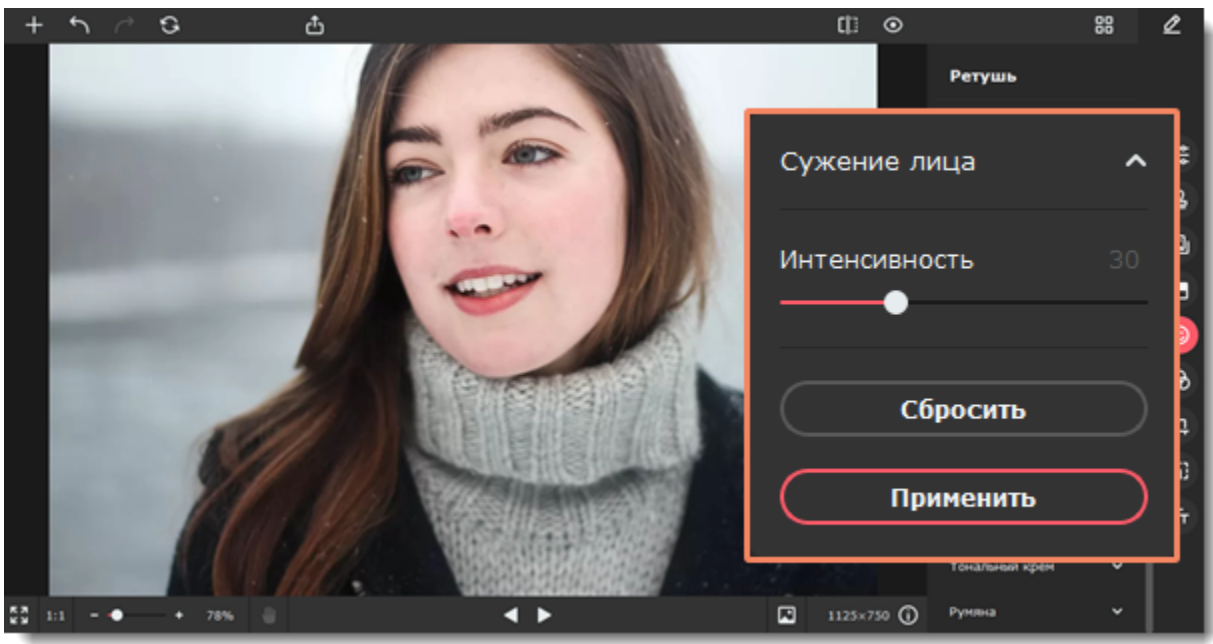 Ретушь
Сужение лица
Интенсивность 30
Сбросить
Применить
Тональный крем
Румяна
1:1 - + 78% 1125×750